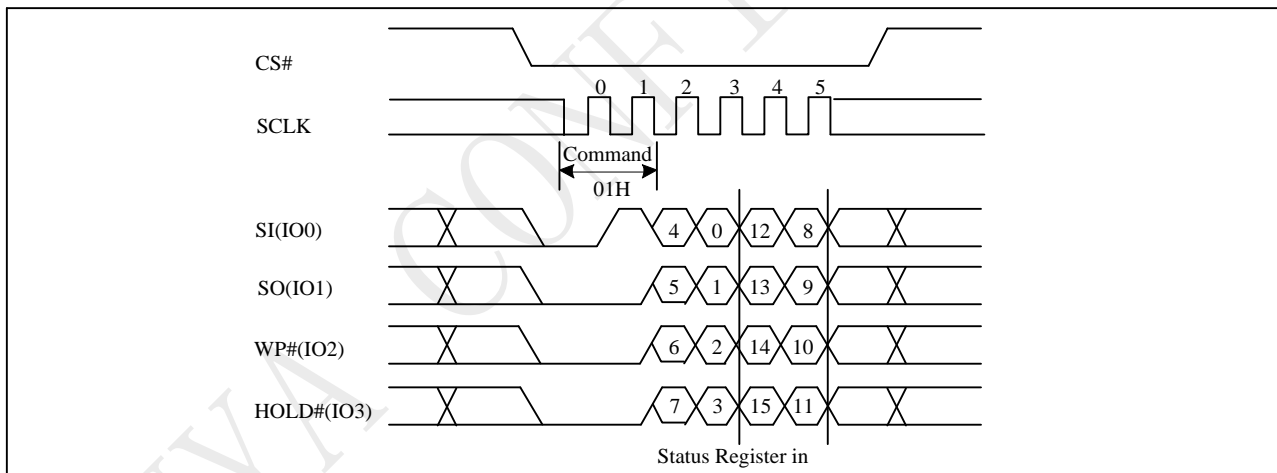 CS#
0 1 2 3 4 5
SCLK
Command
01H
SI(IO0) 4 0 12 8
SO(IO1) 5 1 13 9
WP#(IO2) 6 2 14 10
HOLD#(IO3) 7 3 15 11
Status Register in